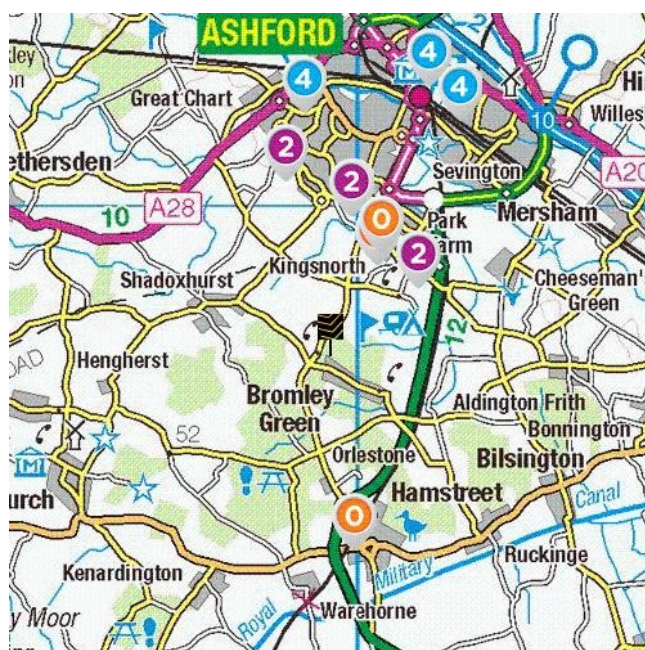 ASHFORD
Great Chart
4
4
4
Hi
Willes
10
2
ethersden
Sevington
A20
2
10
A28
0
Park
arm
Mersham
2
Kingsnorth
Shadoxhurst
Cheeseman'
Green
12
OAD
Hengherst
Bromley
Green
Aldington Frith
Bonnington
52
Orlestone
Bilsington
urch
Hamstreet
Canal
0
Ruckinge
Kenardington
Military
y Moor
Royal
Warehorne